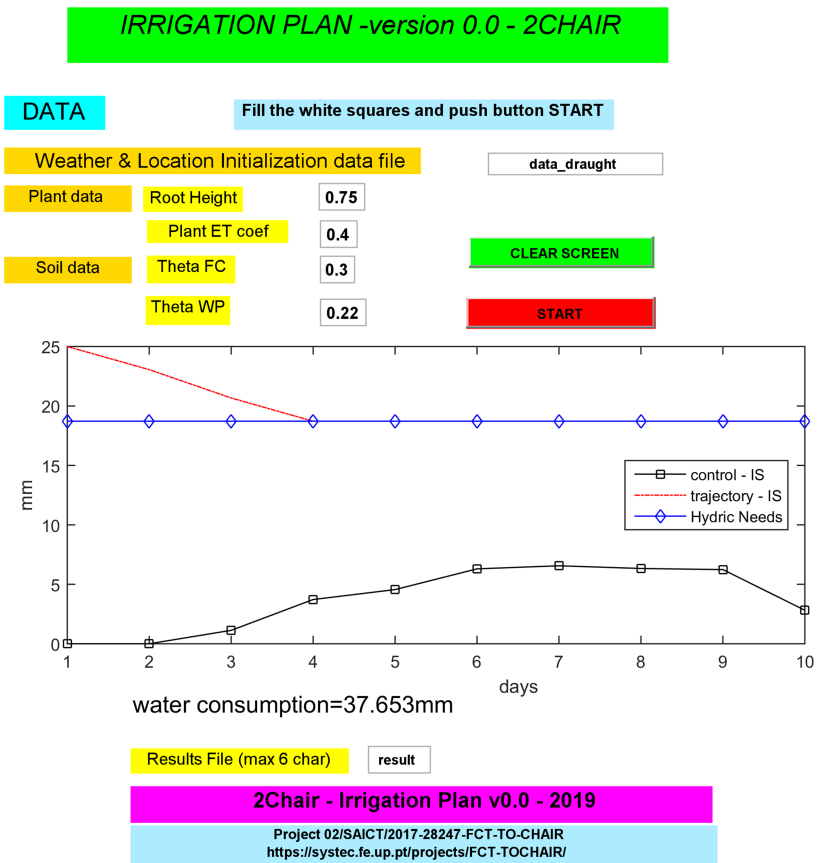 IRRIGATION PLAN -version 0.0 - 2CHAIR
DATA
Fill the white squares and push button START
Weather & Location Initialization data file
data_draught
Plant data
Root Height
0.75
Plant ET coef
0.4
CLEAR SCREEN
Soil data
Theta FC
0.3
Theta WP
0.22
START
25
20
15
10
5
0
mm
control - IS
trajectory - IS
Hydric Needs
1 2 3 4 5 6 7 8 9 10
days
water consumption=37.653mm
Results File (max 6 char)
result
2Chair - Irrigation Plan v0.0 - 2019
Project 02/SAICT/2017-28247-FCT-TO-CHAIR
https://systec.fe.up.pt/projects/FCT-TOCHAIR/